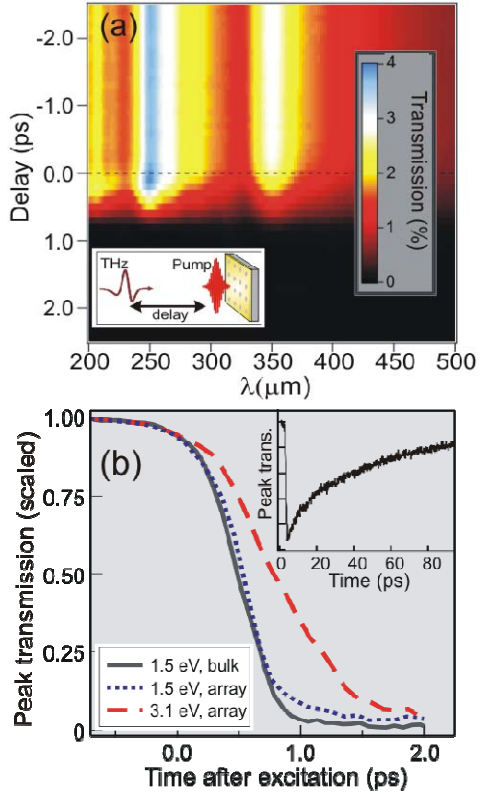 (a)
Delay (ps)
-2.0
-1.0
0.0
1.0
2.0
4
3
2
1
0
Transmission (%)
THz
Pump
delay
200 250 300 350 400 450 500
λ(μm)
(b)
Peak transmission (scaled)
1.00
0.75
0.50
0.25
0
Peak trans.
0 20 40 60 80
Time (ps)
1.5 eV, bulk
1.5 eV, array
3.1 eV, array
0.0 1.0 2.0
Time after excitation (ps)